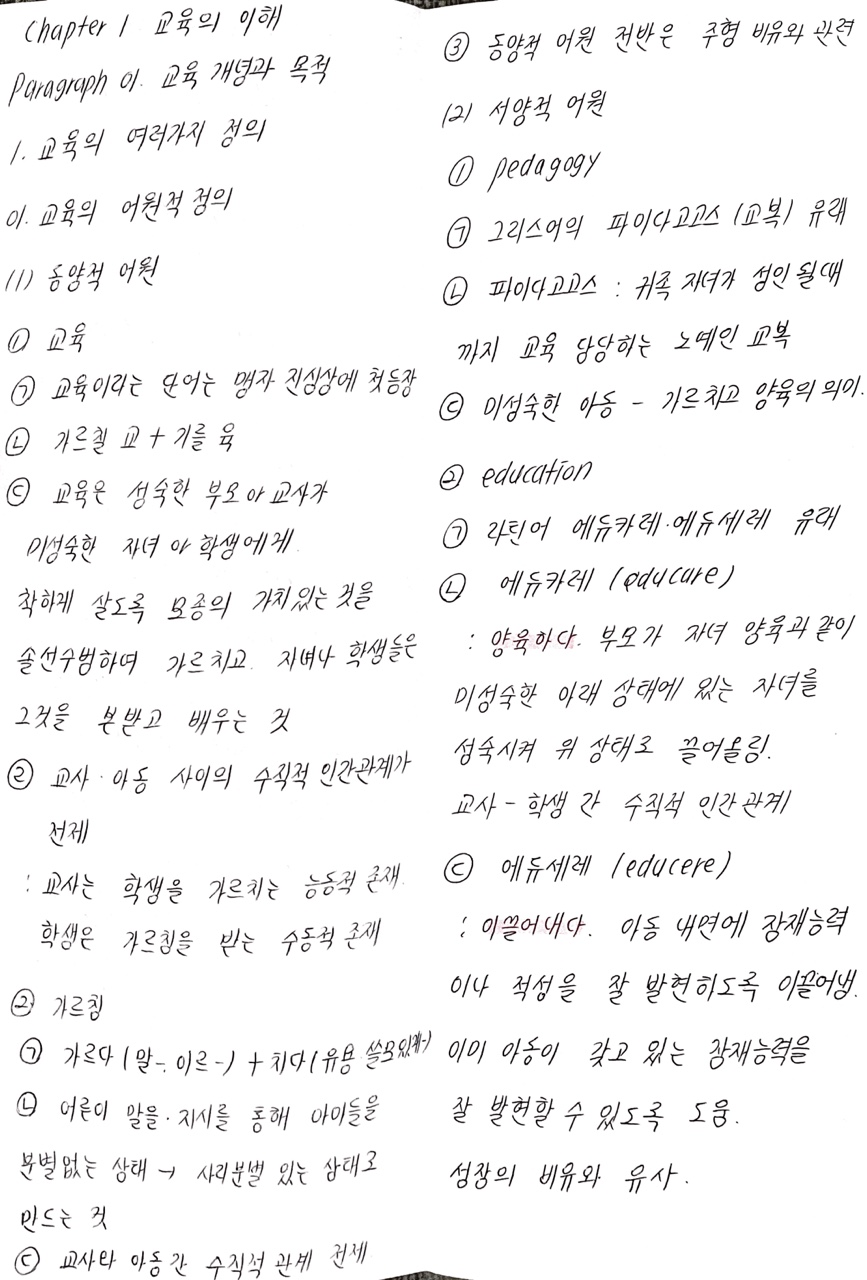 Chapter 1 교육의 이해
Paragraph 01. 교육 개념과 목적
1. 교육의 여러가지 정의
01. 교육의 어원적 정의
(1) 동양적 어원
① 교육
㉠ 교육이라는 단어는 맹자 진심상에 첫등장
㉡ 가르칠 교 + 기를 육
㉢ 교육은 성숙한 부모 or 교사가
미성숙한 자녀 or 학생에게
착하게 살도록 모종의 가치있는 것을
솔선수범하며 가르치고. 자녀나 학생들은
그것을 본받고 배우는 것
② 교사·아동 사이의 수직적 인간관계가
전제
: 교사는 학생을 가르치는 능동적 존재.
학생은 가르침을 받는 수동적 존재
② 가르침
㉠ 가르다 (말-. 이르-) + 치다 (유용·쓸모있게-)
㉡ 어른이 말을·지시를 통해 아이들을
분별없는 상태 → 사리분별 있는 상태로
만드는 것
㉢ 교사와 아동간 수직적 관계 전제
③ 동양적 어원 전반은 주형 비유와 관련
(2) 서양적 어원
① pedagogy
㉠ 그리스어의 파이다고고스 (교복) 유래
㉡ 파이다고고스 : 귀족 자녀가 성인 될때
까지 교육 담당하는 노예인 교복
㉢ 미성숙한 아동 - 가르치고 양육의 의미.
② education
㉠ 라틴어 에듀카레·에듀세레 유래
㉡ 에듀카레 (educare)
: 양육하다. 부모가 자녀 양육과 같이
미성숙한 아래 상태에 있는 자녀를
성숙시켜 위 상태로 끌어올림.
교사 - 학생 간 수직적 인간관계
㉢ 에듀세레 (educere)
: 이끌어내다. 아동 내면에 잠재능력
이나 적성을 잘 발현하도록 이끌어냄.
이미 아동이 갖고 있는 잠재능력을
잘 발현할 수 있도록 도움.
성장의 비유와 유사.